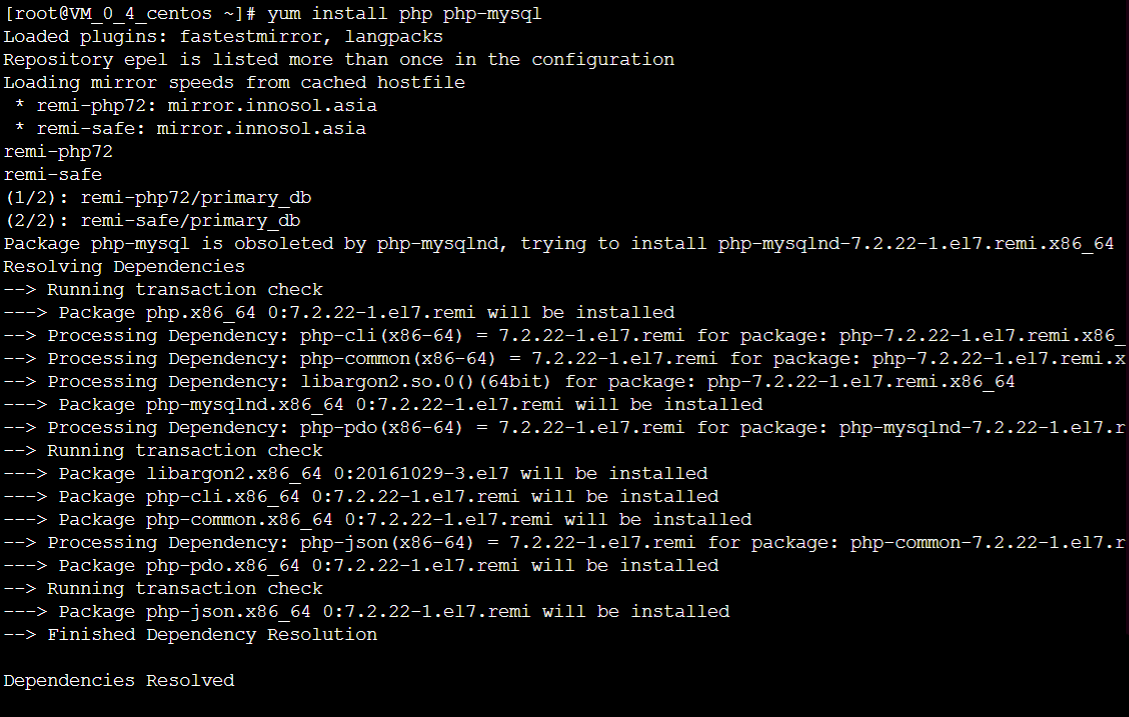 [root@VM_0_4_centos ~]# yum install php php-mysql
Loaded plugins: fastestmirror, langpacks
Repository epel is listed more than once in the configuration
Loading mirror speeds from cached hostfile
 * remi-php72: mirror.innosol.asia
 * remi-safe: mirror.innosol.asia
remi-php72
remi-safe
(1/2): remi-php72/primary_db
(2/2): remi-safe/primary_db
Package php-mysql is obsoleted by php-mysqlnd, trying to install php-mysqlnd-7.2.22-1.el7.remi.x86_64
Resolving Dependencies
--> Running transaction check
---> Package php.x86_64 0:7.2.22-1.el7.remi will be installed
--> Processing Dependency: php-cli(x86-64) = 7.2.22-1.el7.remi for package: php-7.2.22-1.el7.remi.x86_
--> Processing Dependency: php-common(x86-64) = 7.2.22-1.el7.remi for package: php-7.2.22-1.el7.remi.x
--> Processing Dependency: libargon2.so.0()(64bit) for package: php-7.2.22-1.el7.remi.x86_64
---> Package php-mysqlnd.x86_64 0:7.2.22-1.el7.remi will be installed
--> Processing Dependency: php-pdo(x86-64) = 7.2.22-1.el7.remi for package: php-mysqlnd-7.2.22-1.el7.r
--> Running transaction check
---> Package libargon2.x86_64 0:20161029-3.el7 will be installed
---> Package php-cli.x86_64 0:7.2.22-1.el7.remi will be installed
---> Package php-common.x86_64 0:7.2.22-1.el7.remi will be installed
--> Processing Dependency: php-json(x86-64) = 7.2.22-1.el7.remi for package: php-common-7.2.22-1.el7.r
---> Package php-pdo.x86_64 0:7.2.22-1.el7.remi will be installed
--> Running transaction check
---> Package php-json.x86_64 0:7.2.22-1.el7.remi will be installed
--> Finished Dependency Resolution
Dependencies Resolved